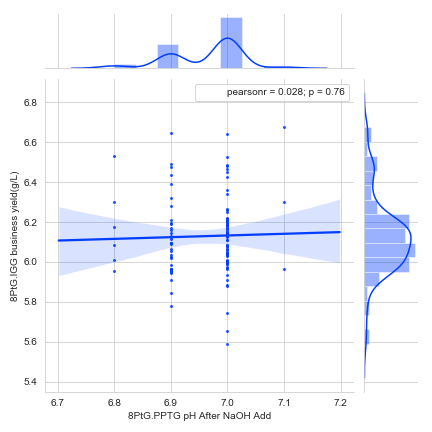 pearsonr = 0.028; p = 0.76
6.8
6.6
6.4
6.2
6.0
5.8
5.6
5.4
8PtG.IGG business yield(g/L)
6.7 6.8 6.9 7.0 7.1 7.2
8PtG.PPTG pH After NaOH Add